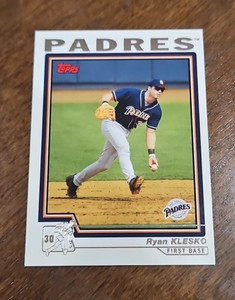 PADRES
Topps
Padres
PADRES
30
Ryan KLESKO
FIRST BASE